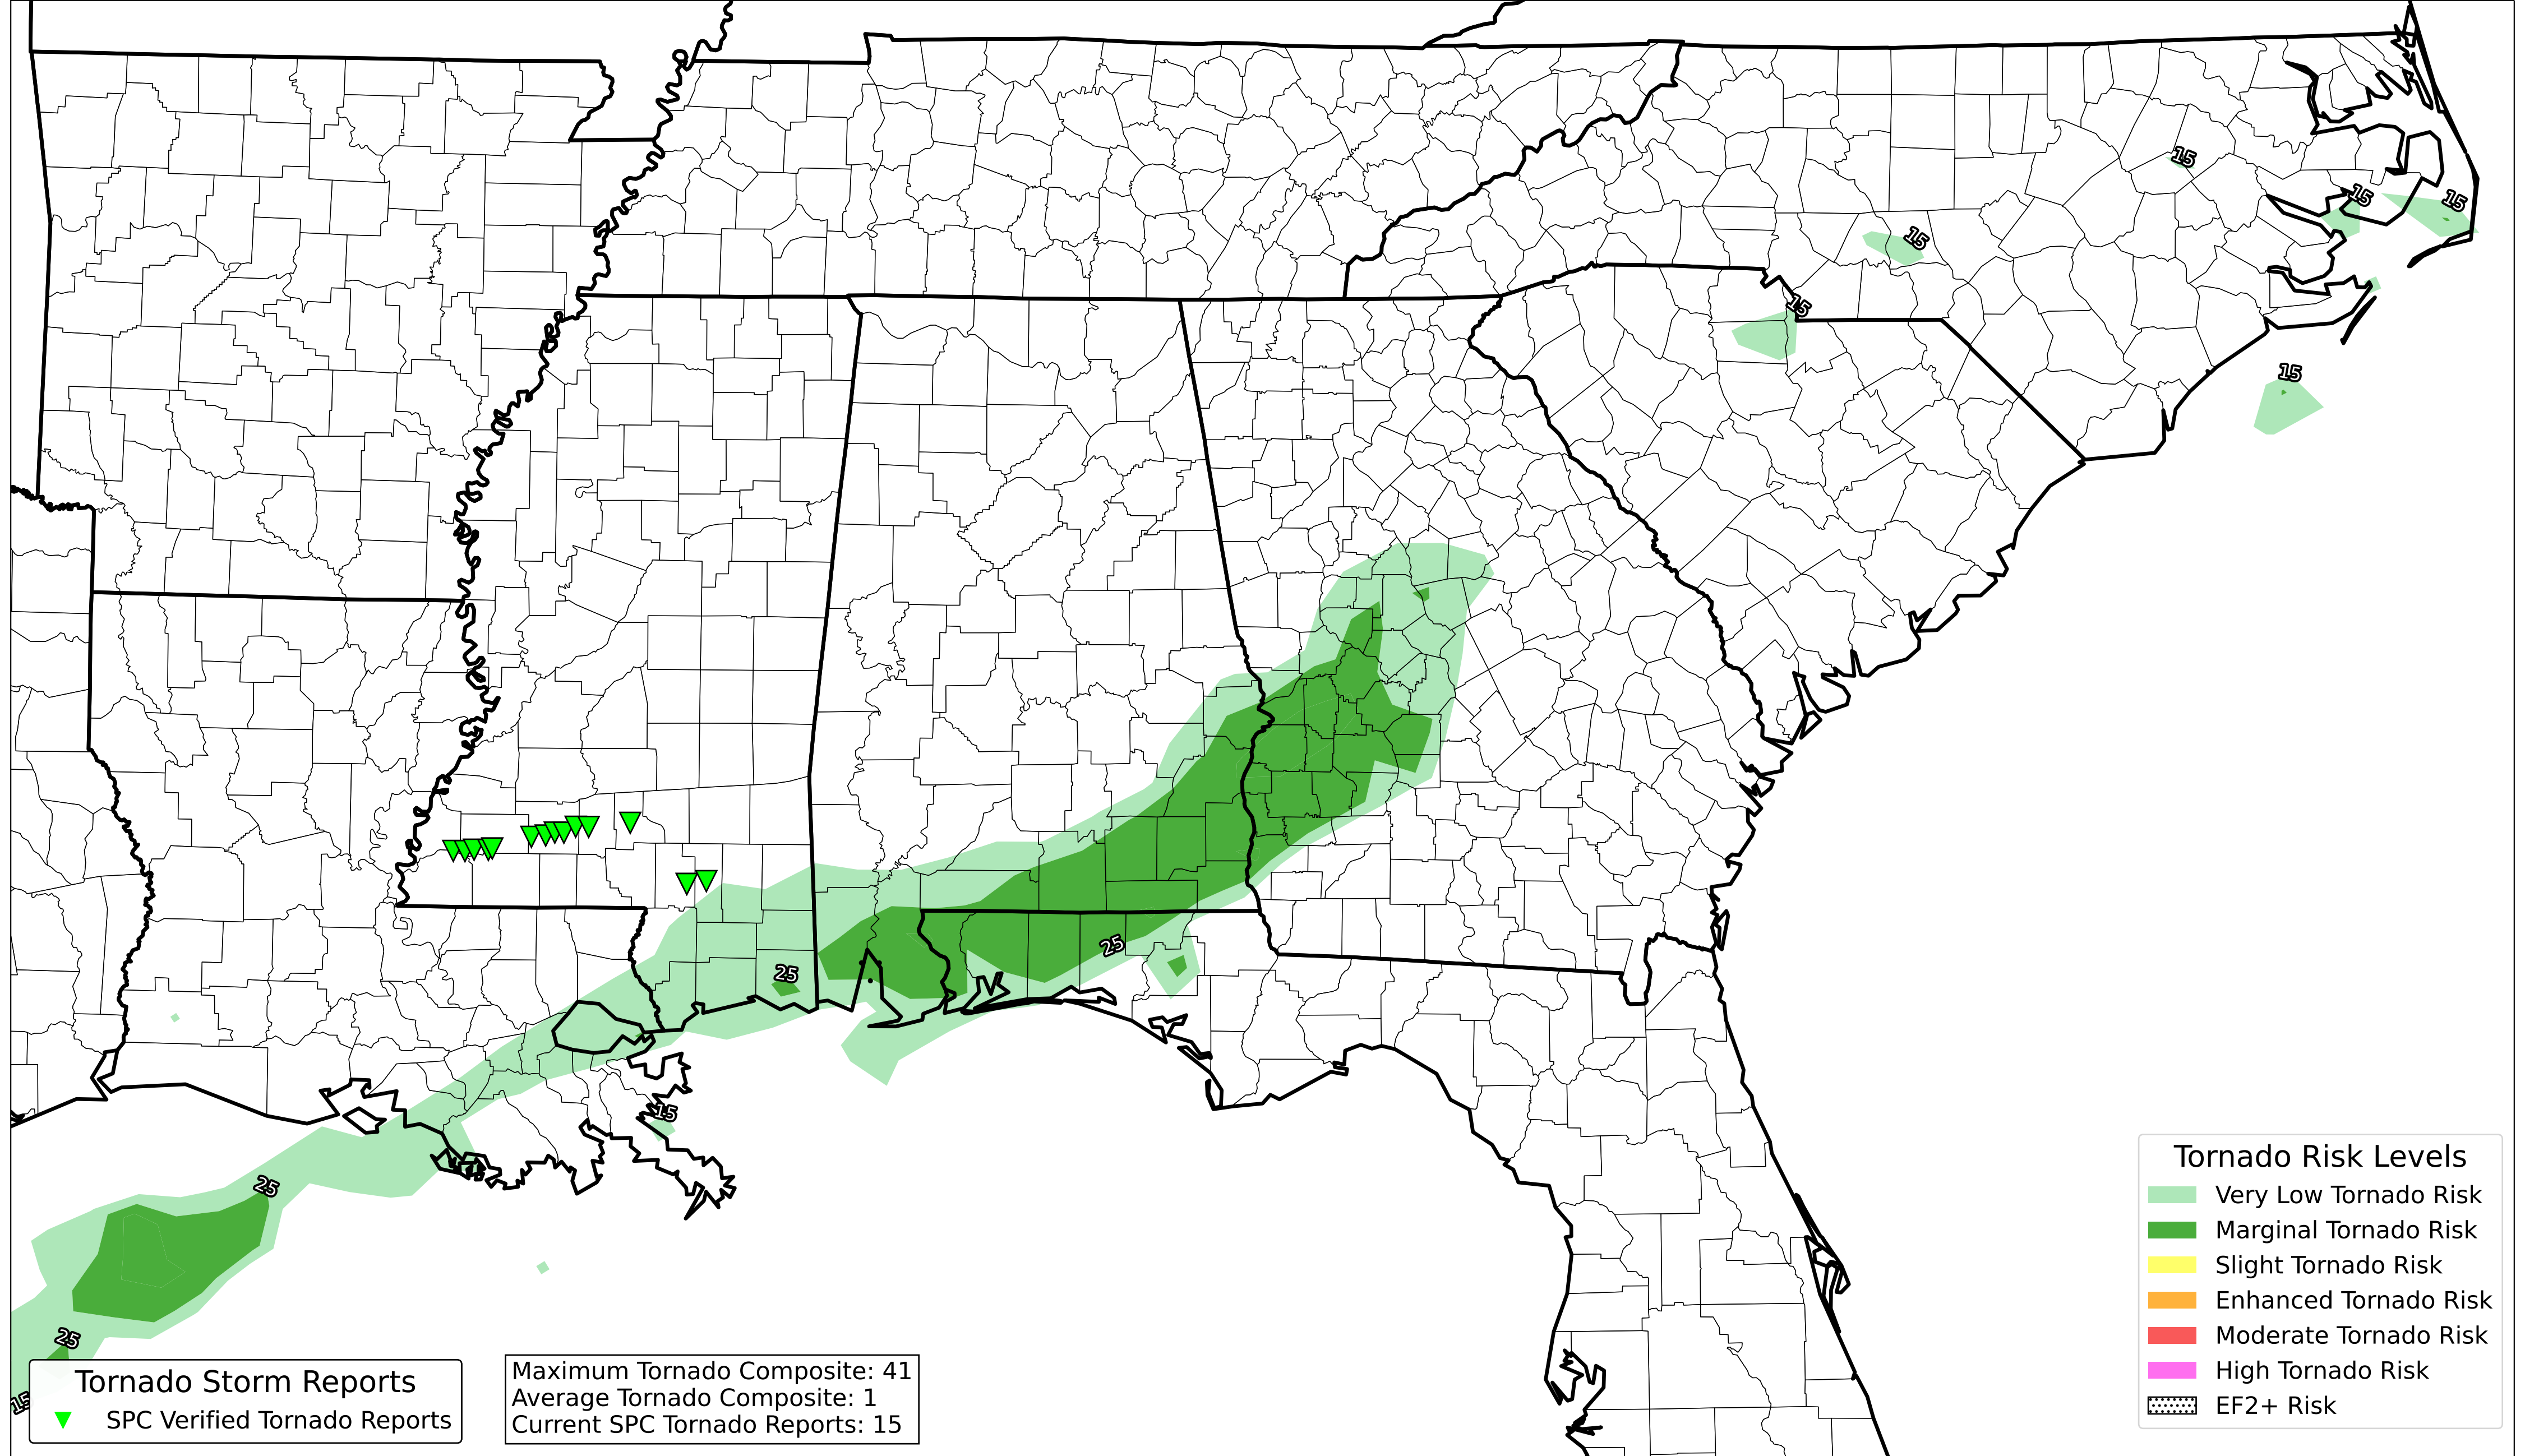 15
15
15
15
15
15
25
25
15
25
25
15
Tornado Storm Reports
SPC Verified Tornado Reports
Maximum Tornado Composite: 41
Average Tornado Composite: 1
Current SPC Tornado Reports: 15
Tornado Risk Levels
Very Low Tornado Risk
Marginal Tornado Risk
Slight Tornado Risk
Enhanced Tornado Risk
Moderate Tornado Risk
High Tornado Risk
EF2+ Risk